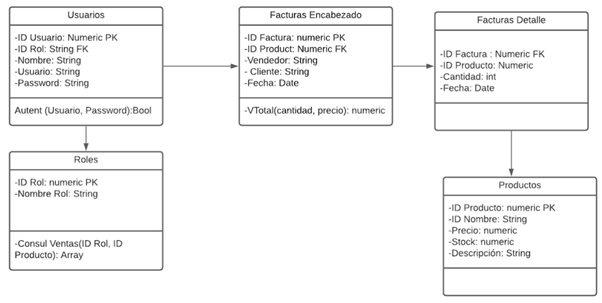 Usuarios
-ID Usuario: Numeric PK
-ID Rol: String FK
-Nombre: String
-Usuario: String
-Password: String
Autent (Usuario, Password):Bool
Facturas Encabezado
-ID Factura: numeric PK
-ID Product: Numeric FK
-Vendedor: String
- Cliente: String
-Fecha: Date
-VTotal(cantidad, precio): numeric
Facturas Detalle
-ID Factura : Numeric FK
-ID Producto: Numeric
-Cantidad: int
-Fecha: Date
Roles
-ID Rol: numeric PK
-Nombre Rol: String
-Consul Ventas(ID Rol, ID
Producto): Array
Productos
-ID Producto: numeric PK
-ID Nombre: String
-Precio: numeric
-Stock: numeric
-Descripción: String